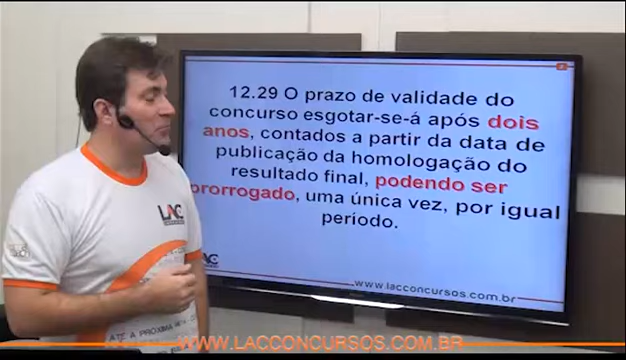 12.29 O prazo de validade do
concurso esgotar-se-á após dois
anos, contados a partir da data de
publicação da homologação do
resultado final, podendo ser
prorrogado, uma única vez, por igual
período.
LAC
www.lacconcursos.com.br
ATÉ A PRÓXIMA
WWW.LACCONCURSOS.COM.BR